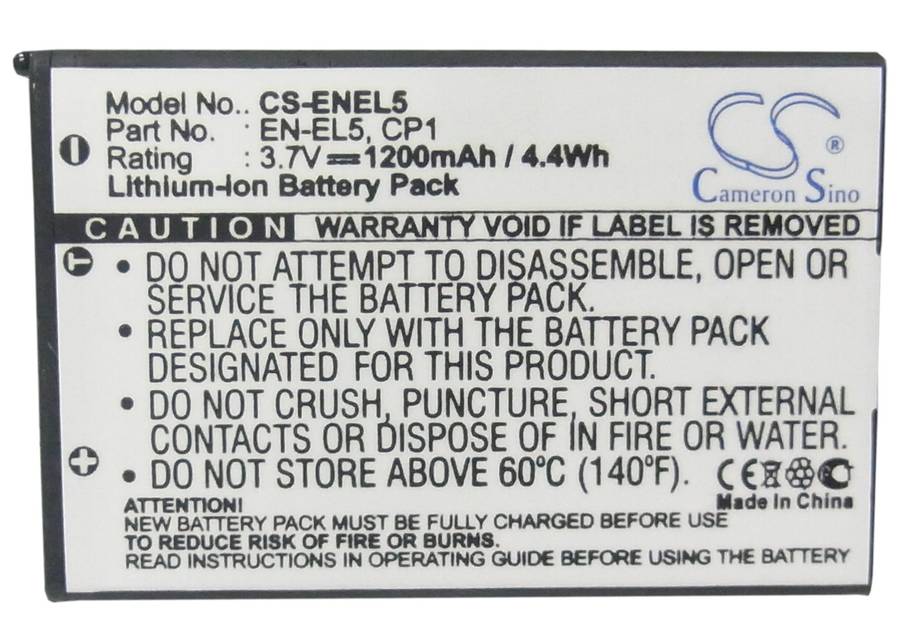 Model No.: CS-ENEL5
Part No. : EN-EL5, CP1
Rating : 3.7V 1200mAh / 4.4Wh
Lithium-Ion Battery Pack
CS ®
Cameron Sino
CAUTION WARRANTY VOID IF LABEL IS REMOVED
T
• DO NOT ATTEMPT TO DISASSEMBLE, OPEN OR
SERVICE THE BATTERY PACK.
• REPLACE ONLY WITH THE BATTERY PACK
DESIGNATED FOR THIS PRODUCT.
• DO NOT CRUSH, PUNCTURE, SHORT EXTERNAL
CONTACTS OR DISPOSE OF IN FIRE OR WATER.
• DO NOT STORE ABOVE 60°C (140°F). CE
Made In China
ATTENTION!
NEW BATTERY PACK MUST BE FULLY CHARGED BEFORE USE
TO REDUCE RISK OF FIRE OR BURNS.
READ INSTRUCTIONS IN OPERATING GUIDE BEFORE USING THE BATTERY